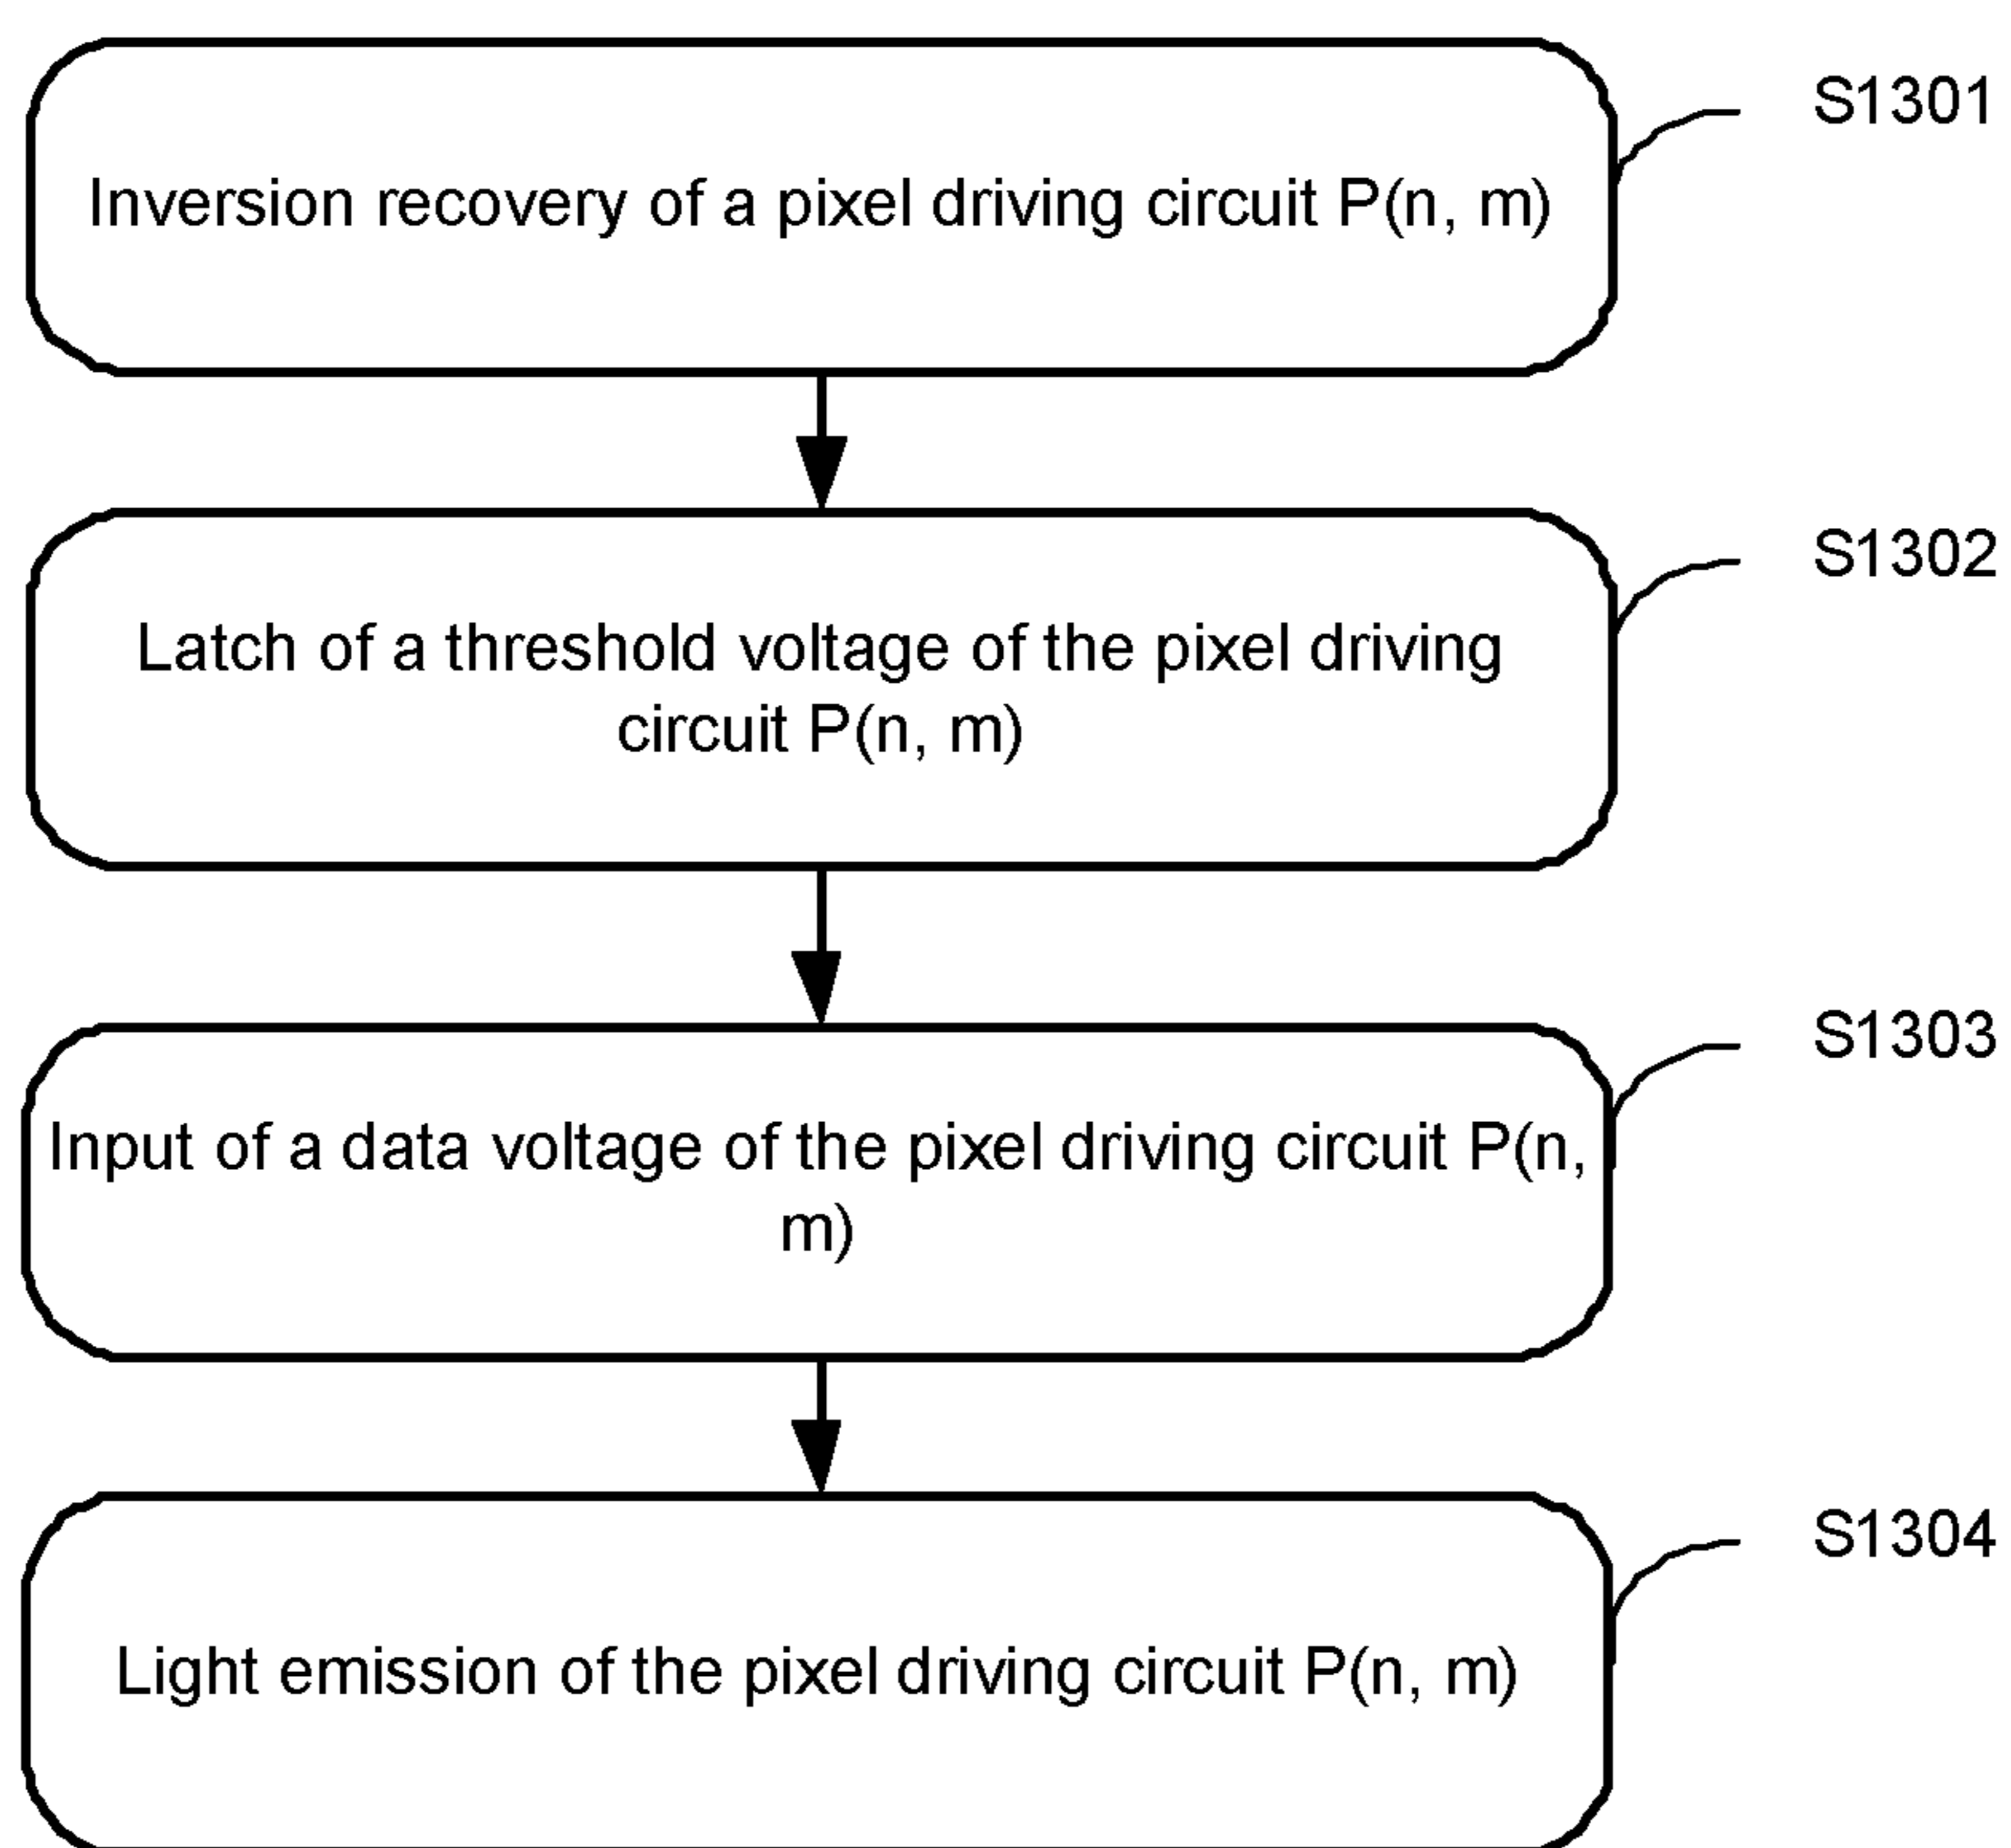 S1301
Inversion recovery of a pixel driving circuit P(n, m)
S1302
Latch of a threshold voltage of the pixel driving
circuit P(n, m)
S1303
Input of a data voltage of the pixel driving circuit P(n,
m)
S1304
Light emission of the pixel driving circuit P(n, m)